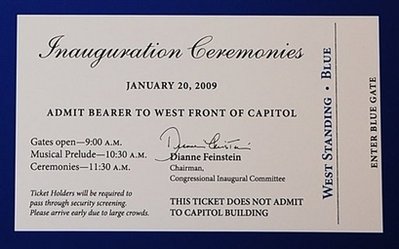 Inauguration Ceremonies
JANUARY 20, 2009
ADMIT BEARER TO WEST FRONT OF CAPITOL
Gates open—9:00 A.M.
Musical Prelude—10:30 A.M.
Ceremonies—11:30 A.M.
Dianne Feinstein
Dianne Feinstein
Chairman,
Congressional Inaugural Committee
Ticket Holders will be required to
pass through security screening.
Please arrive early due to large crowds.
THIS TICKET DOES NOT ADMIT
TO CAPITOL BUILDING
WEST STANDING • BLUE
ENTER BLUE GATE